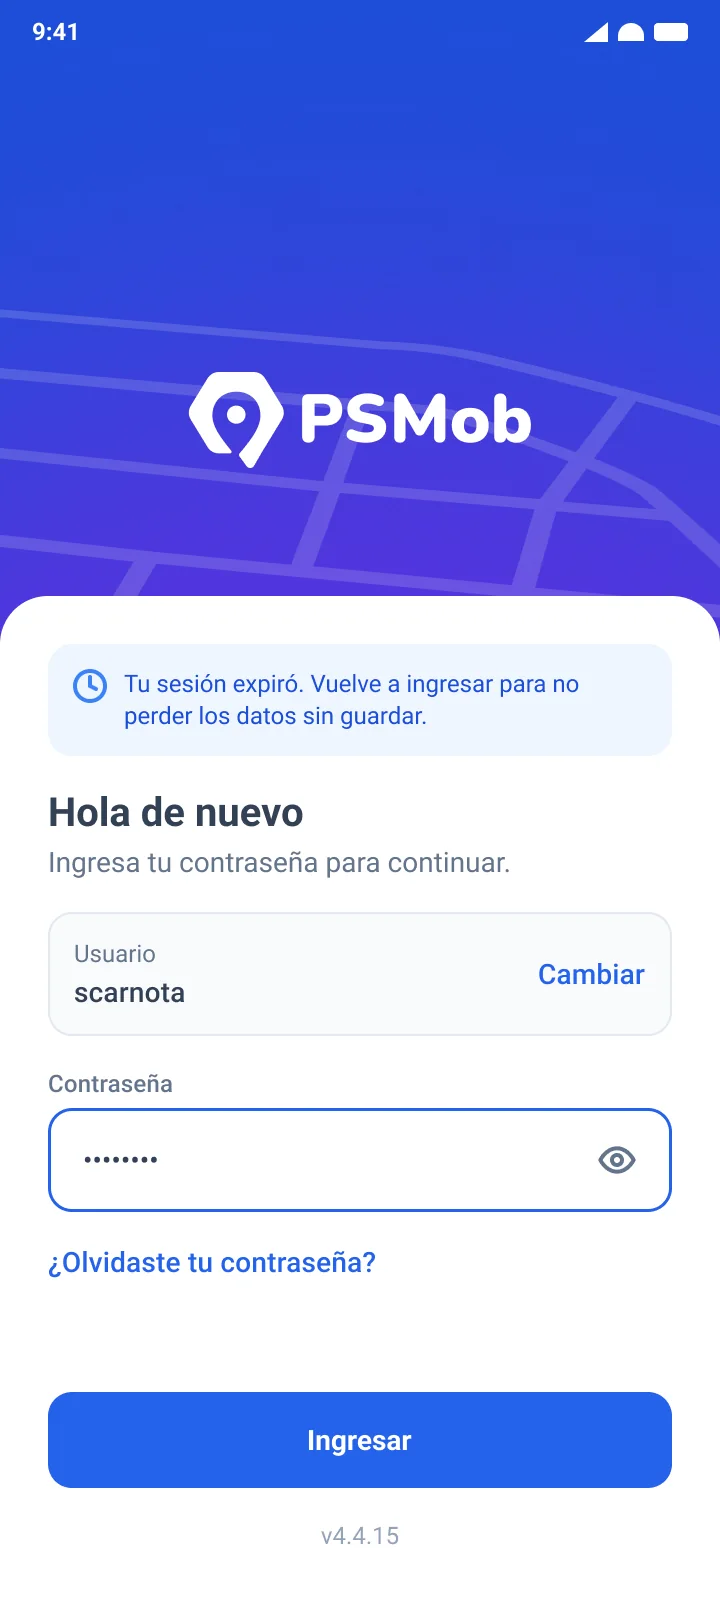 9:41
PSMob
Tu sesión expiró. Vuelve a ingresar para no
perder los datos sin guardar.
Hola de nuevo
Ingresa tu contraseña para continuar.
Usuario
scarnota
Cambiar
Contraseña
••••••••
¿Olvidaste tu contraseña?
Ingresar
v4.4.15